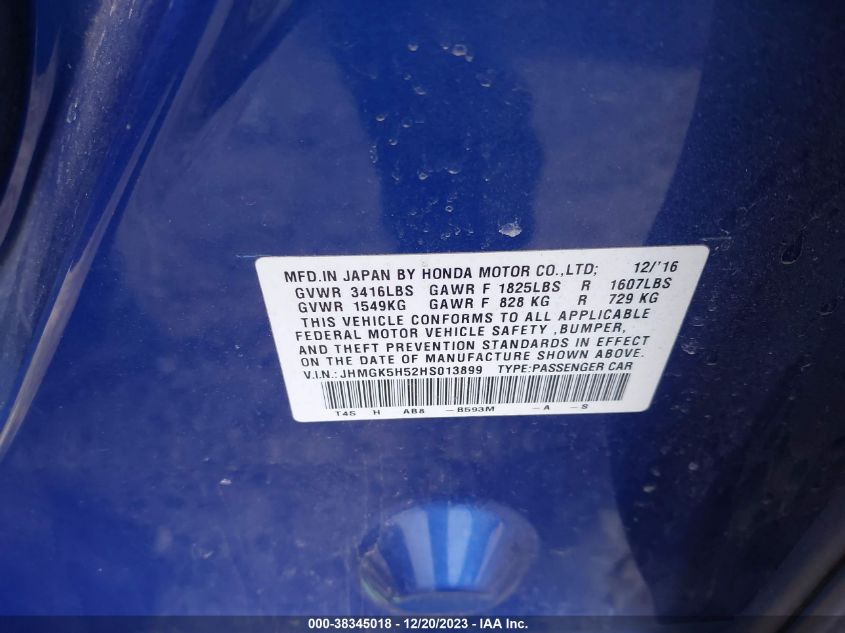 MFD.IN JAPAN BY HONDA MOTOR CO.,LTD; 12/'16
GVWR 3416LBS GAWR F 1825LBS R 1607LBS
GVWR 1549KG GAWR F 828 KG R 729 KG
THIS VEHICLE CONFORMS TO ALL APPLICABLE
FEDERAL MOTOR VEHICLE SAFETY ,BUMPER,
AND THEFT PREVENTION STANDARDS IN EFFECT
ON THE DATE OF MANUFACTURE SHOWN ABOVE.
V.I.N.:JHMGK5H52HS013899 TYPE:PASSENGER CAR
T4S H AB8 -B593M -A -S
000-38345018 - 12/20/2023 - IAA Inc.